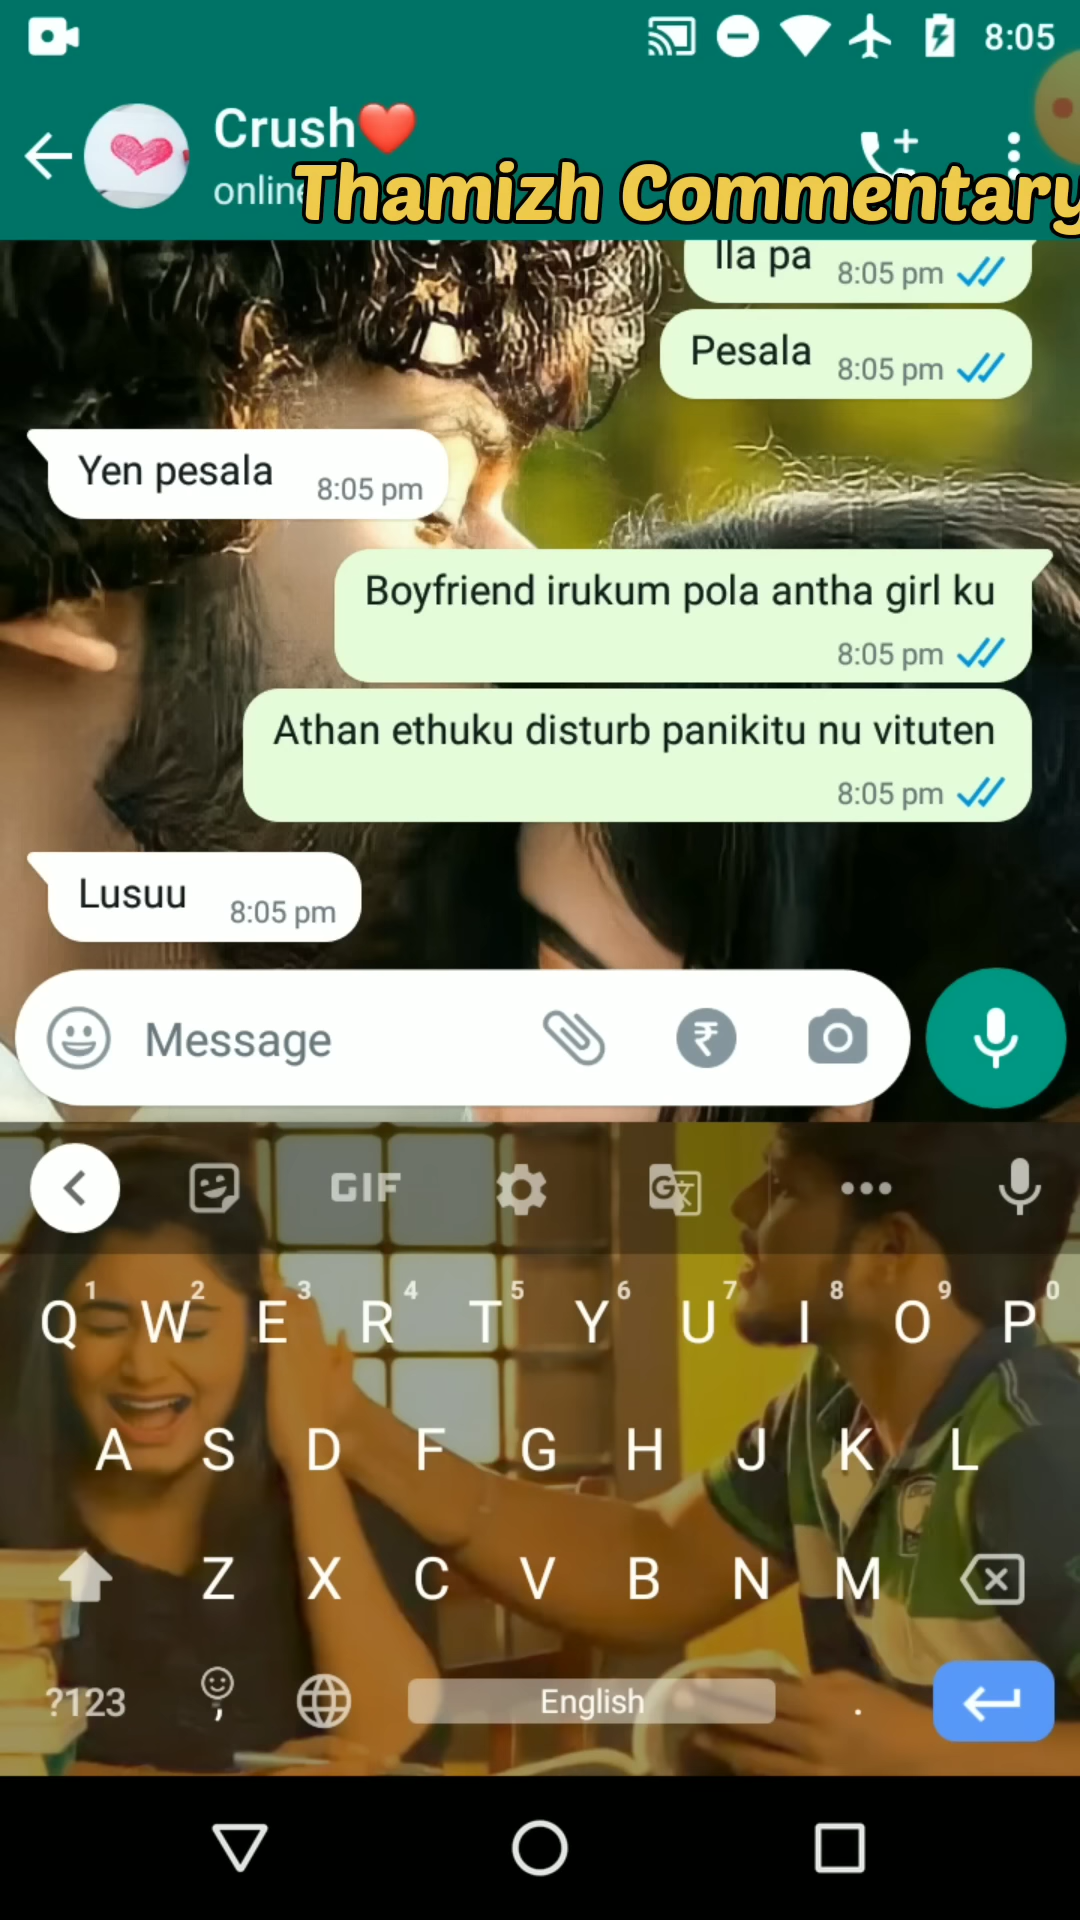 8:05
Crush❤️
online
Thamizh Commentary
Illa pa 8:05 pm
Pesala 8:05 pm
Yen pesala 8:05 pm
Boyfriend irukum pola antha girl ku
8:05 pm
Athan ethuku disturb panikitu nu vituten
8:05 pm
Lusuu 8:05 pm
Message
₹
GIF
G
1 2 3 4 5 6 7 8 9 0
Q W E R T Y U I O P
A S D F G H J K L
Z X C V B N M
?123 , English .